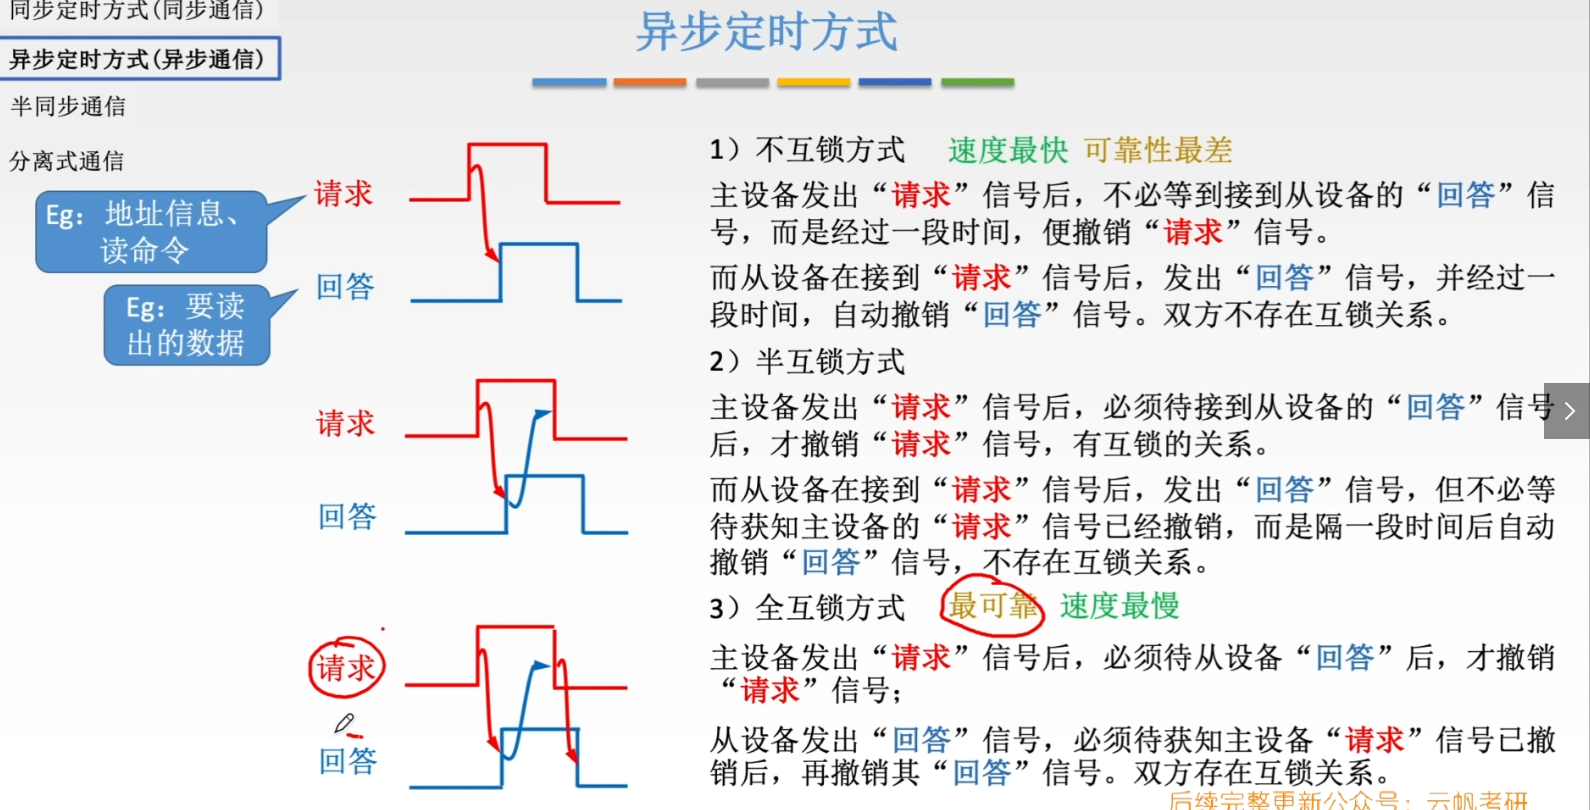 同步定时方式(同步通信)
异步定时方式(异步通信)
半同步通信
分离式通信
异步定时方式
请求
Eg：地址信息、
读命令
回答
Eg：要读
出的数据
1）不互锁方式 速度最快 可靠性最差
主设备发出“请求”信号后，不必等到接到从设备的“回答”信
号，而是经过一段时间，便撤销“请求”信号。
而从设备在接到“请求”信号后，发出“回答”信号，并经过一
段时间，自动撤销“回答”信号。双方不存在互锁关系。
请求
回答
2）半互锁方式
主设备发出“请求”信号后，必须待接到从设备的“回答”信号
后，才撤销“请求”信号，有互锁的关系。
而从设备在接到“请求”信号后，发出“回答”信号，但不必等
待获知主设备的“请求”信号已经撤销，而是隔一段时间后自动
撤销“回答”信号，不存在互锁关系。
请求
回答
3）全互锁方式 最可靠 速度最慢
主设备发出“请求”信号后，必须待从设备“回答”后，才撤销
“请求”信号；
从设备发出“回答”信号，必须待获知主设备“请求”信号已撤
销后，再撤销其“回答”信号。双方存在互锁关系。
后续完整更新公众号：云帆考研